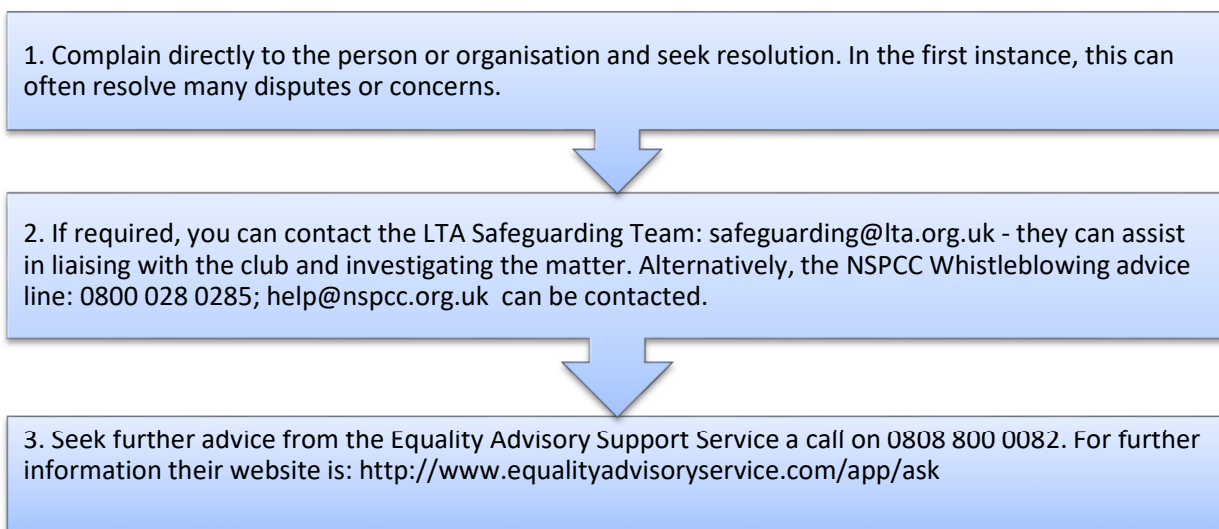 1. Complain directly to the person or organisation and seek resolution. In the first instance, this can
often resolve many disputes or concerns.
2. If required, you can contact the LTA Safeguarding Team: safeguarding@lta.org.uk - they can assist
in liaising with the club and investigating the matter. Alternatively, the NSPCC Whistleblowing advice
line: 0800 028 0285; help@nspcc.org.uk can be contacted.
3. Seek further advice from the Equality Advisory Support Service a call on 0808 800 0082. For further
information their website is: http://www.equalityadvisoryservice.com/app/ask